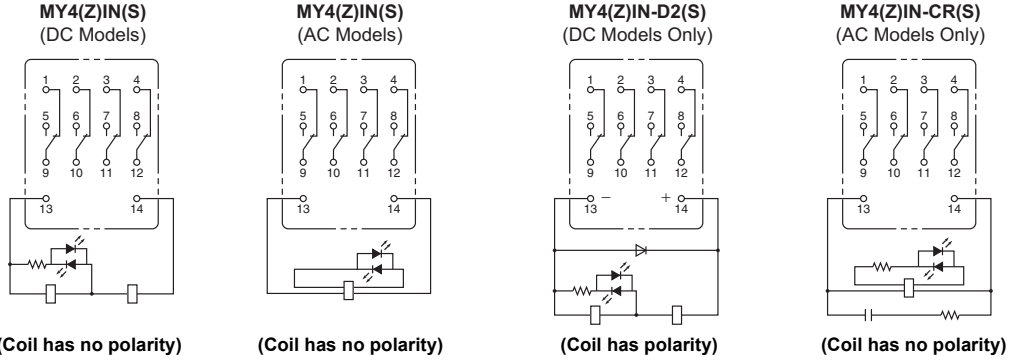 MY4(Z)IN(S)
(DC Models)
1 2 3 4
5 6 7 8
9 10 11 12
13 14
(Coil has no polarity)
MY4(Z)IN(S)
(AC Models)
1 2 3 4
5 6 7 8
9 10 11 12
13 14
(Coil has no polarity)
MY4(Z)IN-D2(S)
(DC Models Only)
1 2 3 4
5 6 7 8
9 10 11 12
− +
13 14
(Coil has polarity)
MY4(Z)IN-CR(S)
(AC Models Only)
1 2 3 4
5 6 7 8
9 10 11 12
13 14
(Coil has no polarity)